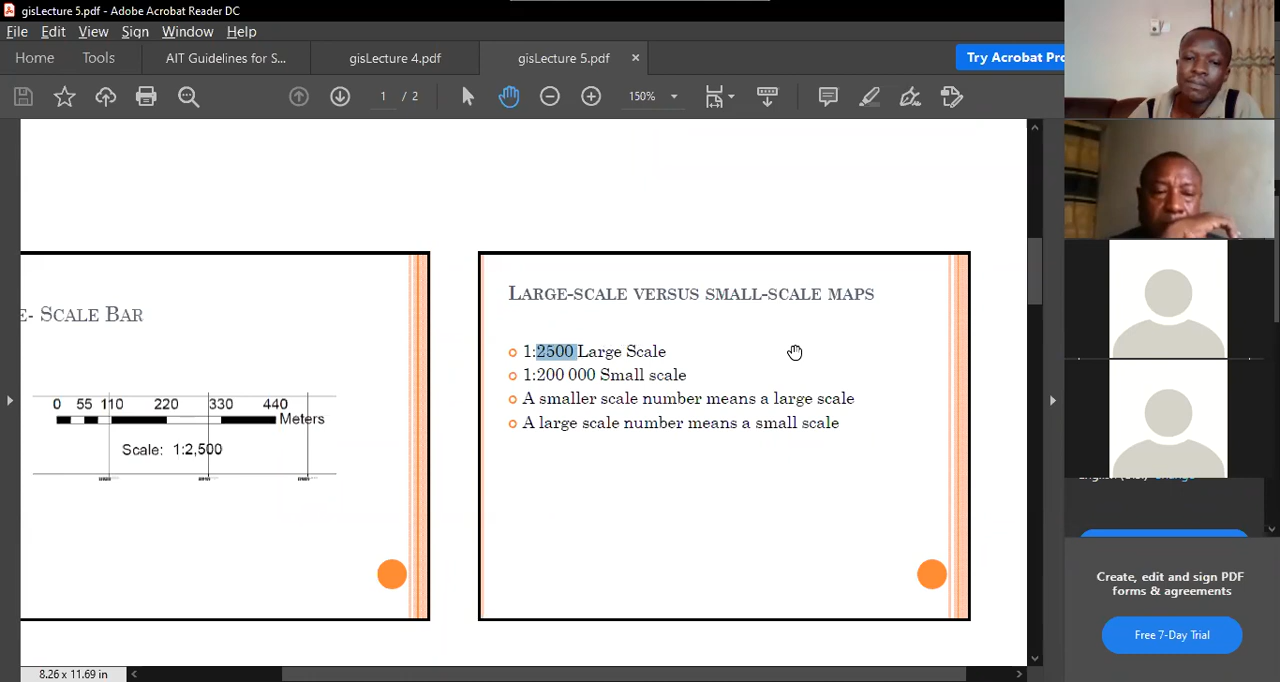 gisLecture 5.pdf - Adobe Acrobat Reader DC
File Edit View Sign Window Help
Home Tools AIT Guidelines for S... gisLecture 4.pdf gisLecture 5.pdf × Try Acrobat Pro
1 / 2 150%
- SCALE BAR
0 55 110 220 330 440
Meters
Scale: 1:2,500
LARGE-SCALE VERSUS SMALL-SCALE MAPS
1:2500 Large Scale
1:200 000 Small scale
A smaller scale number means a large scale
A large scale number means a small scale
Create, edit and sign PDF
forms & agreements
Free 7-Day Trial
8.26 x 11.69 in